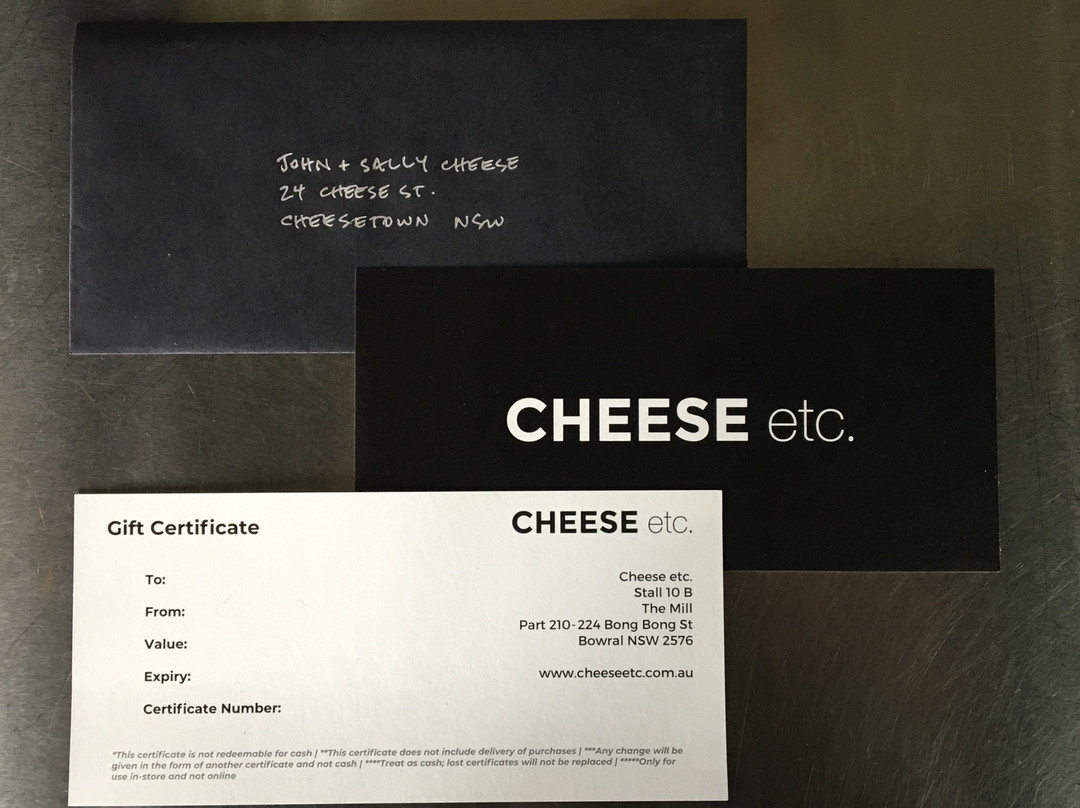 JOHN + SALLY CHEESE
24 CHEESE ST.
CHEESETOWN NSW
CHEESE etc.
Gift Certificate
CHEESE etc.
To:
From:
Value:
Expiry:
Certificate Number:
Cheese etc.
Stall 10 B
The Mill
Part 210-224 Bong Bong St
Bowral NSW 2576
www.cheeseetc.com.au
*This certificate is not redeemable for cash | **This certificate does not include delivery of purchases | ***Any change will be
given in the form of another certificate and not cash | ****Treat as cash; lost certificates will not be replaced | *****Only for
use in-store and not online